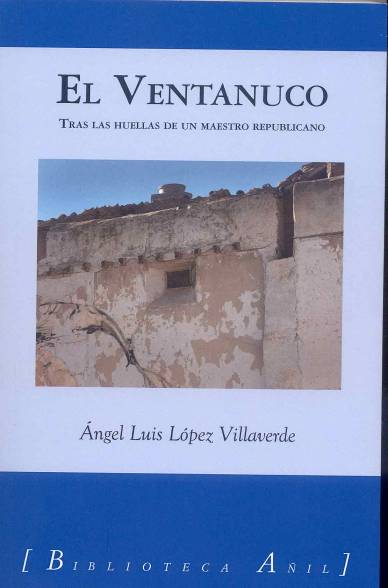 EL VENTANUCO
TRAS LAS HUELLAS DE UN MAESTRO REPUBLICANO
Ángel Luis López Villaverde
[ BIBLIOTECA AÑIL ]